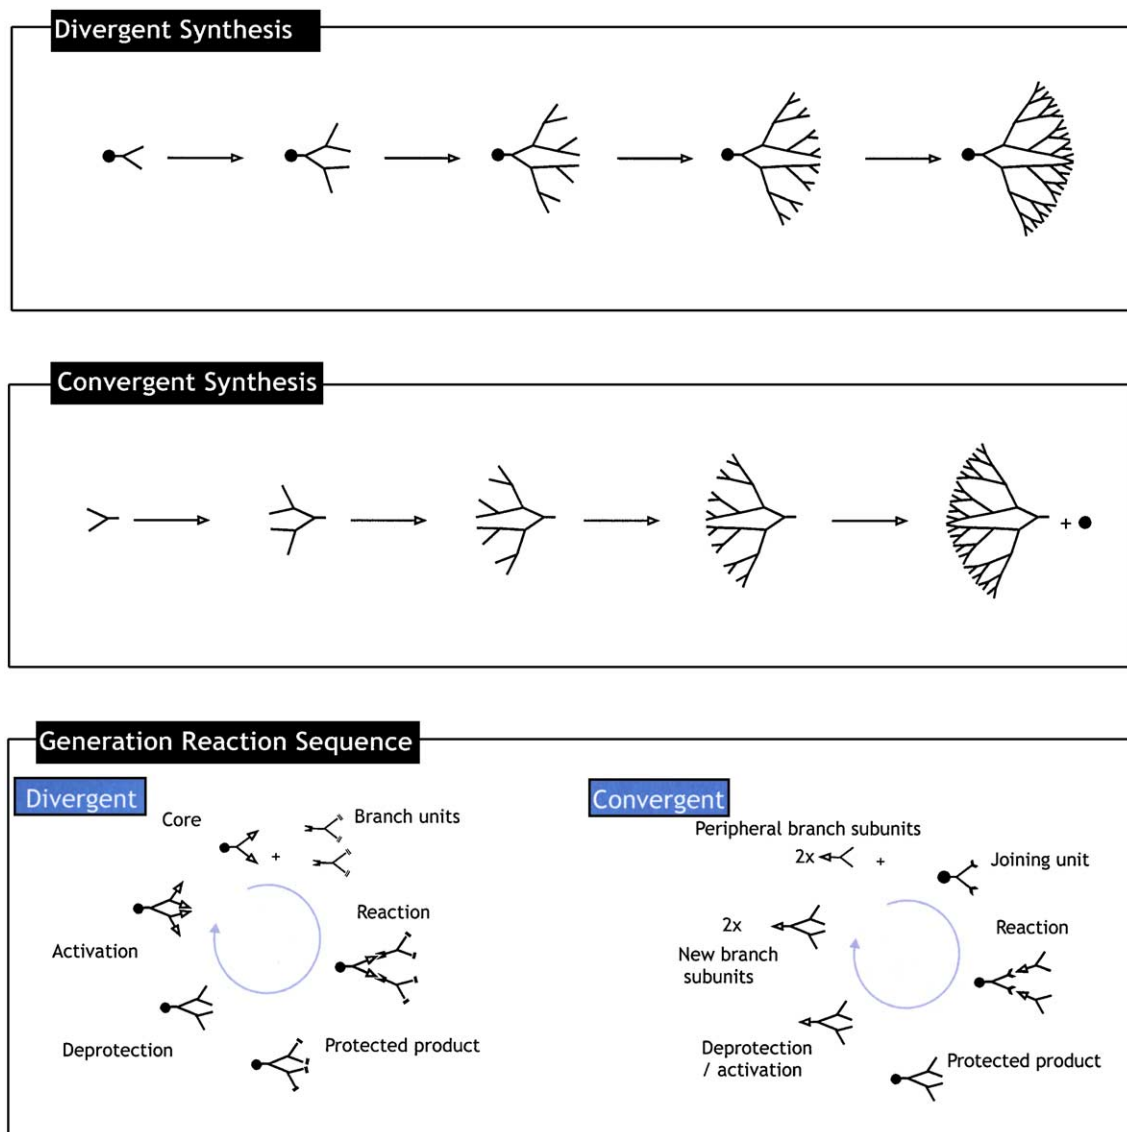 Divergent Synthesis
Convergent Synthesis
+
Generation Reaction Sequence
Divergent
Core
+
Branch units
Reaction
Protected product
Deprotection
Activation
Convergent
Peripheral branch subunits
2x
+
Joining unit
Reaction
Protected product
Deprotection
/ activation
2x
New branch
subunits